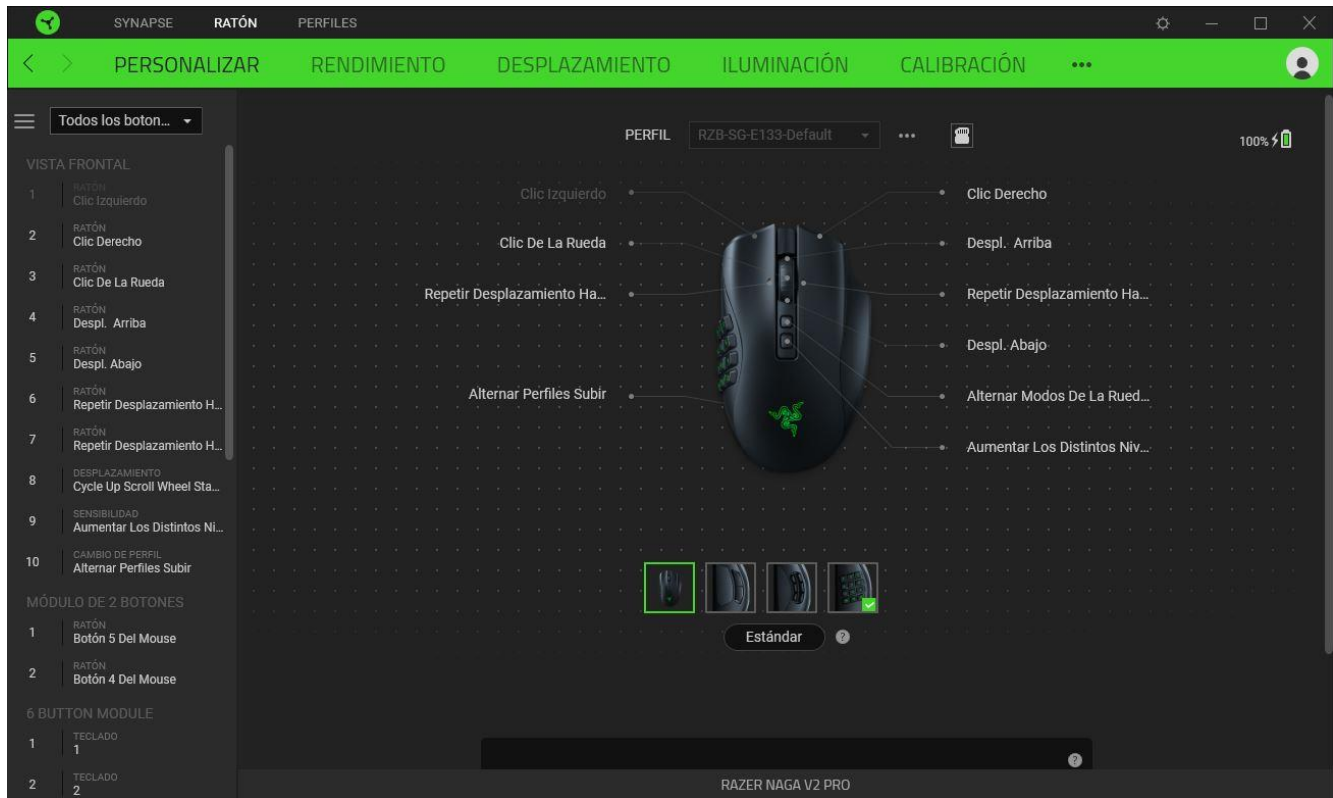 SYNAPSE RATÓN PERFILES
PERSONALIZAR RENDIMIENTO DESPLAZAMIENTO ILUMINACIÓN CALIBRACIÓN •••
Todos los boton...
PERFIL RZB-SG-E133-Default •••
100%
VISTA FRONTAL
1 RATÓN
Clic Izquierdo
2 RATÓN
Clic Derecho
3 RATÓN
Clic De La Rueda
4 RATÓN
Despl. Arriba
5 RATÓN
Despl. Abajo
6 RATÓN
Repetir Desplazamiento H...
7 RATÓN
Repetir Desplazamiento H...
8 DESPLAZAMIENTO
Cycle Up Scroll Wheel Sta...
9 SENSIBILIDAD
Aumentar Los Distintos Ni...
10 CAMBIO DE PERFIL
Alternar Perfiles Subir
MÓDULO DE 2 BOTONES
1 RATÓN
Botón 5 Del Mouse
2 RATÓN
Botón 4 Del Mouse
6 BUTTON MODULE
1 TECLADO
1
2 TECLADO
2
Clic Izquierdo
Clic De La Rueda
Repetir Desplazamiento Ha...
Alternar Perfiles Subir
Clic Derecho
Despl. Arriba
Repetir Desplazamiento Ha...
Despl. Abajo
Alternar Modos De La Rued...
Aumentar Los Distintos Niv...
Estándar ?
?
RAZER NAGA V2 PRO